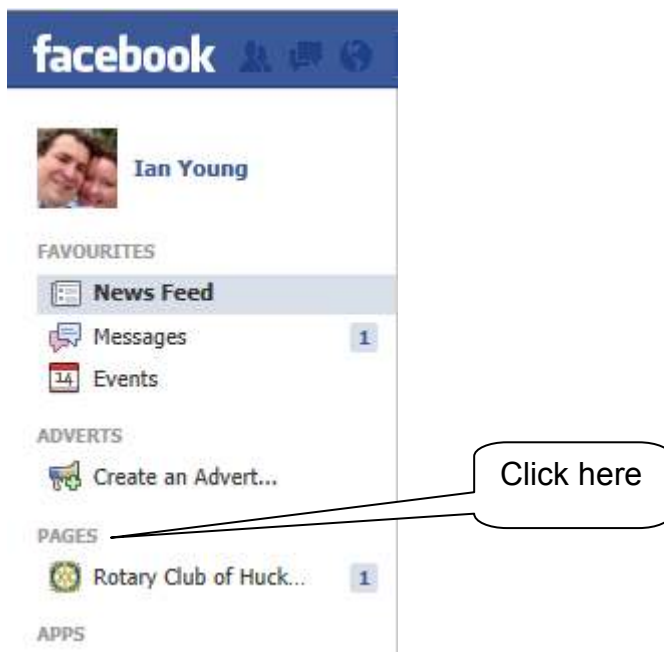 facebook
Ian Young
FAVOURITES
News Feed
Messages 1
14 Events
ADVERTS
Create an Advert...
Click here
PAGES
Rotary Club of Huck... 1
APPS